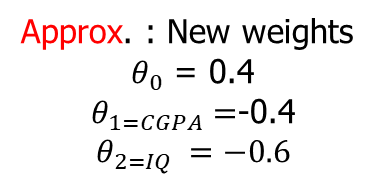 Approx. : New weights
θ₀ = 0.4
θ₁₌CGPA =-0.4
θ₂₌IQ = −0.6